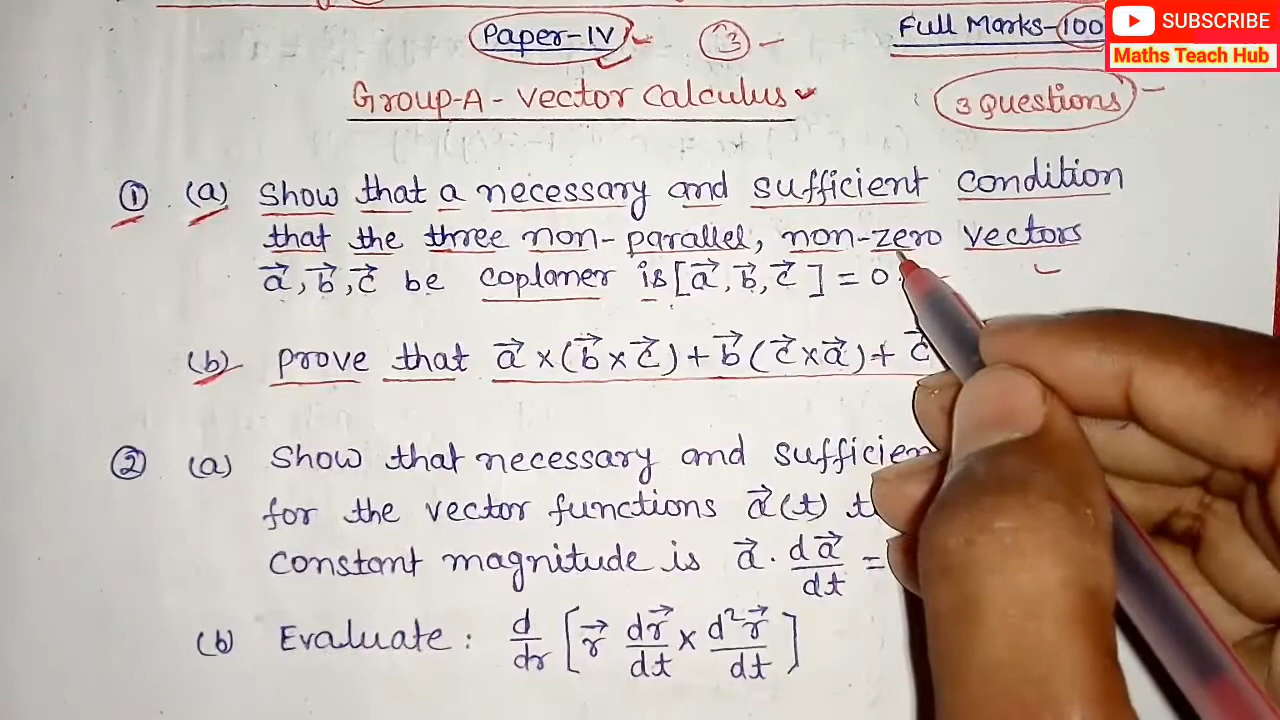 Paper-IV 3 Full Marks-100
SUBSCRIBE
Maths Teach Hub
Group-A - Vector Calculus
3 Questions
① (a) Show that a necessary and sufficient condition
that the three non-parallel, non-zero vectors
a⃗, b⃗, c⃗ be coplamer is [a⃗, b⃗, c⃗] = 0.
(b) Prove that a⃗ × (b⃗ × c⃗) + b⃗ (c⃗ × a⃗) + c⃗
② (a) Show that necessary and sufficien
for the vector functions a⃗(t) t
constant magnitude is a⃗ . da⃗/dt =
(b) Evaluate : d/dr [r⃗ dr⃗/dt × d²r⃗/dt]